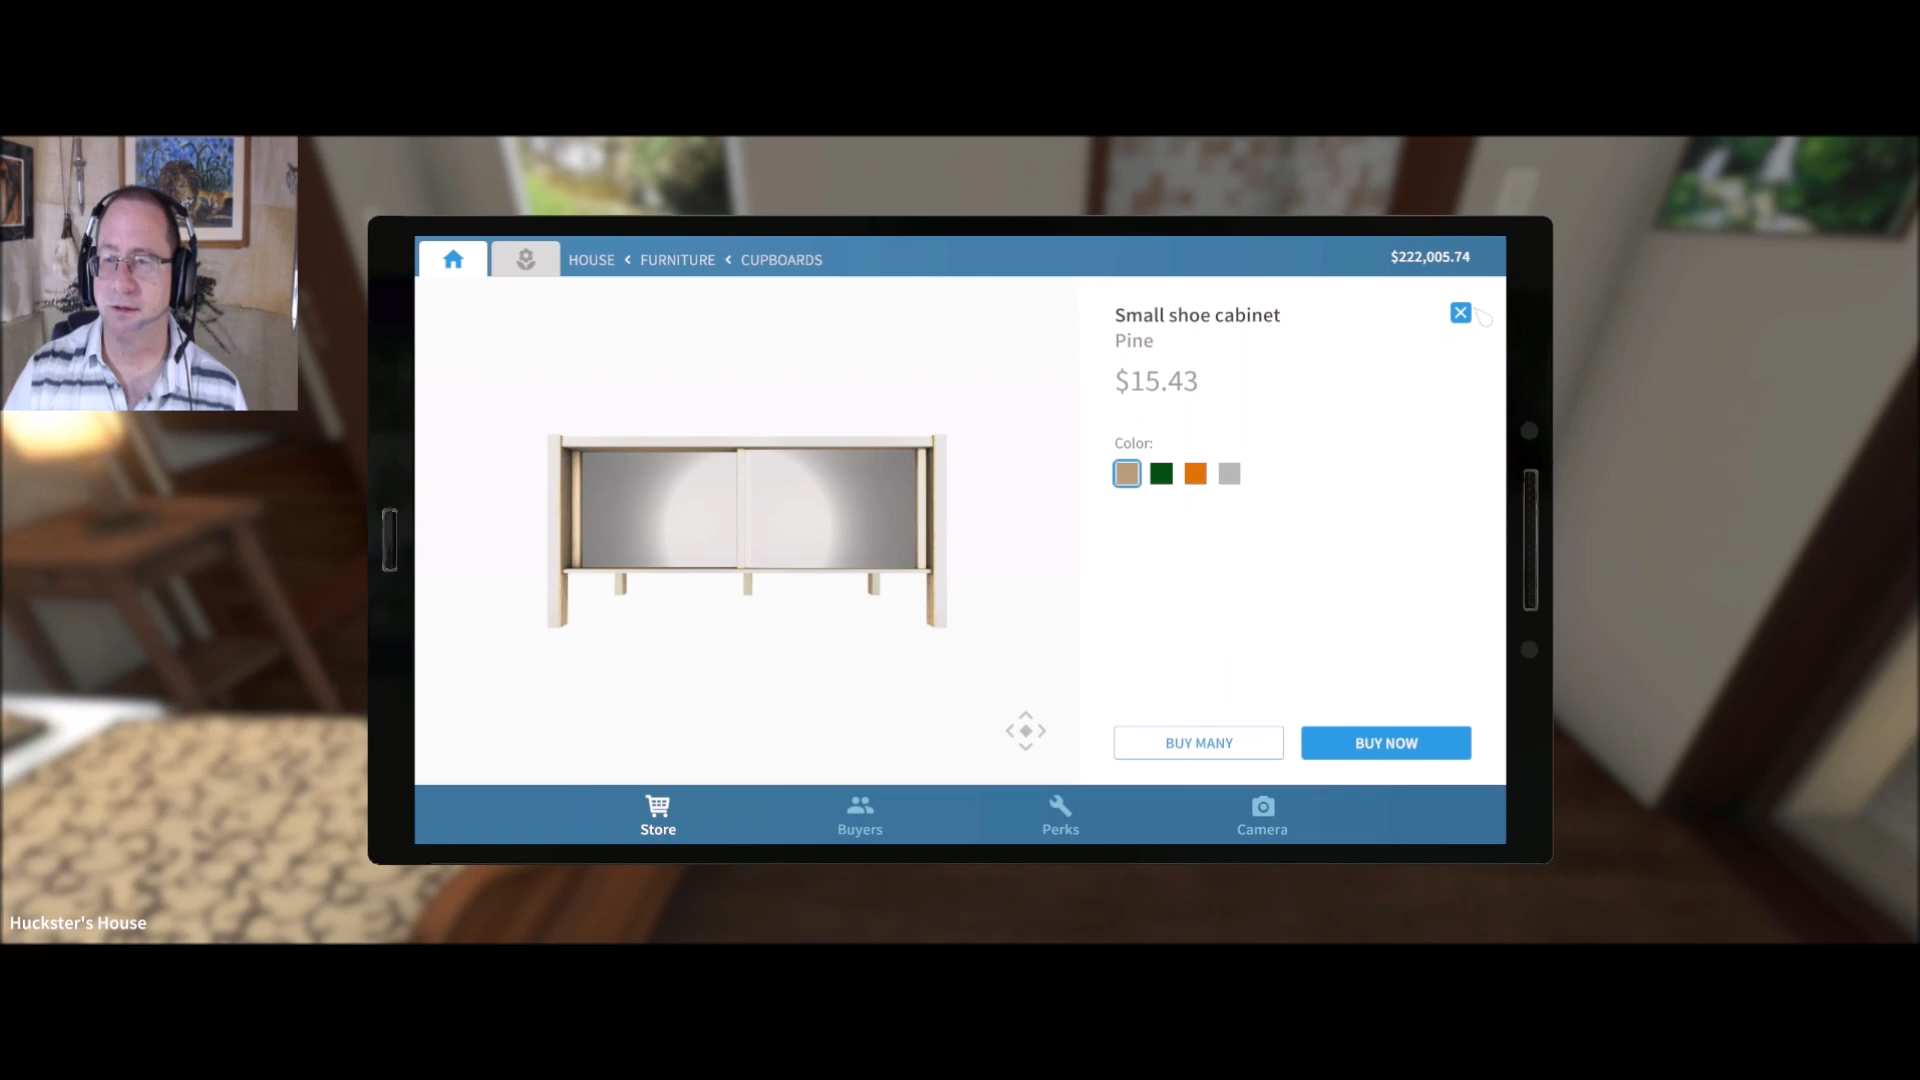 HOUSE < FURNITURE < CUPBOARDS
$222,005.74
Small shoe cabinet
Pine
$15.43
Color:
BUY MANY
BUY NOW
Store
Buyers
Perks
Camera
Huckster's House